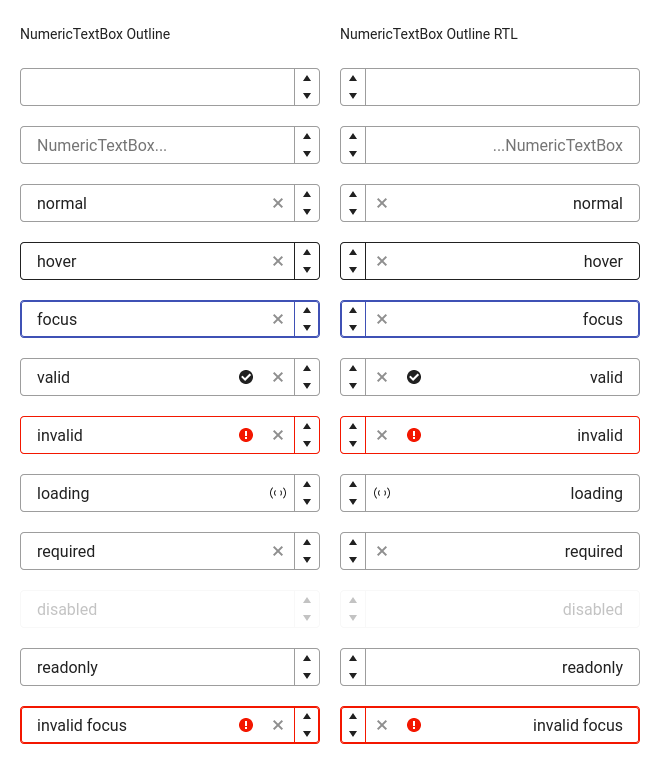 NumericTextBox Outline NumericTextBox Outline RTL
NumericTextBox... ...NumericTextBox
normal normal
hover hover
focus focus
valid valid
invalid invalid
loading loading
required required
disabled disabled
readonly readonly
invalid focus invalid focus